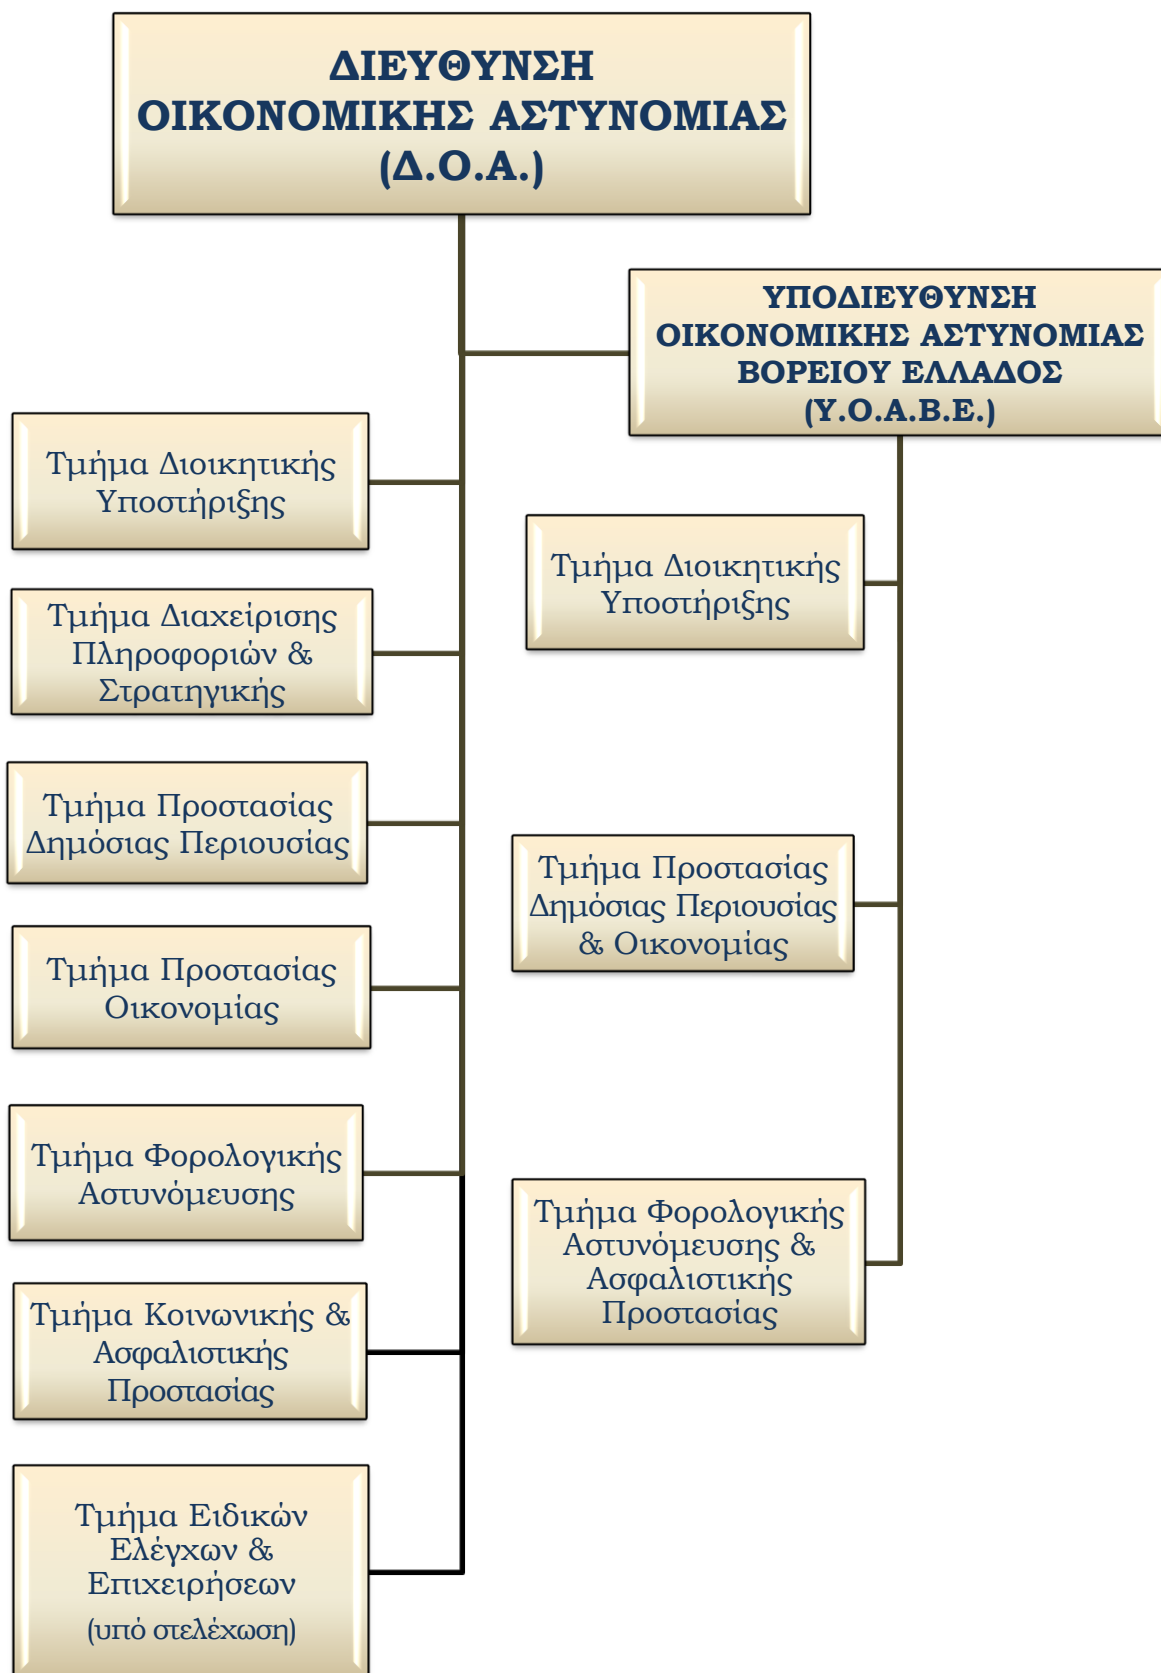 ΔΙΕΥΘΥΝΣΗ
ΟΙΚΟΝΟΜΙΚΗΣ ΑΣΤΥΝΟΜΙΑΣ
(Δ.Ο.Α.)
ΥΠΟΔΙΕΥΘΥΝΣΗ
ΟΙΚΟΝΟΜΙΚΗΣ ΑΣΤΥΝΟΜΙΑΣ
ΒΟΡΕΙΟΥ ΕΛΛΑΔΟΣ
(Υ.Ο.Α.Β.Ε.)
Τμήμα Διοικητικής
Υποστήριξης
Τμήμα Διαχείρισης
Πληροφοριών &
Στρατηγικής
Τμήμα Προστασίας
Δημόσιας Περιουσίας
Τμήμα Προστασίας
Οικονομίας
Τμήμα Φορολογικής
Αστυνόμευσης
Τμήμα Κοινωνικής &
Ασφαλιστικής
Προστασίας
Τμήμα Ειδικών
Ελέγχων &
Επιχειρήσεων
(υπό στελέχωση)
Τμήμα Διοικητικής
Υποστήριξης
Τμήμα Προστασίας
Δημόσιας Περιουσίας
& Οικονομίας
Τμήμα Φορολογικής
Αστυνόμευσης &
Ασφαλιστικής
Προστασίας